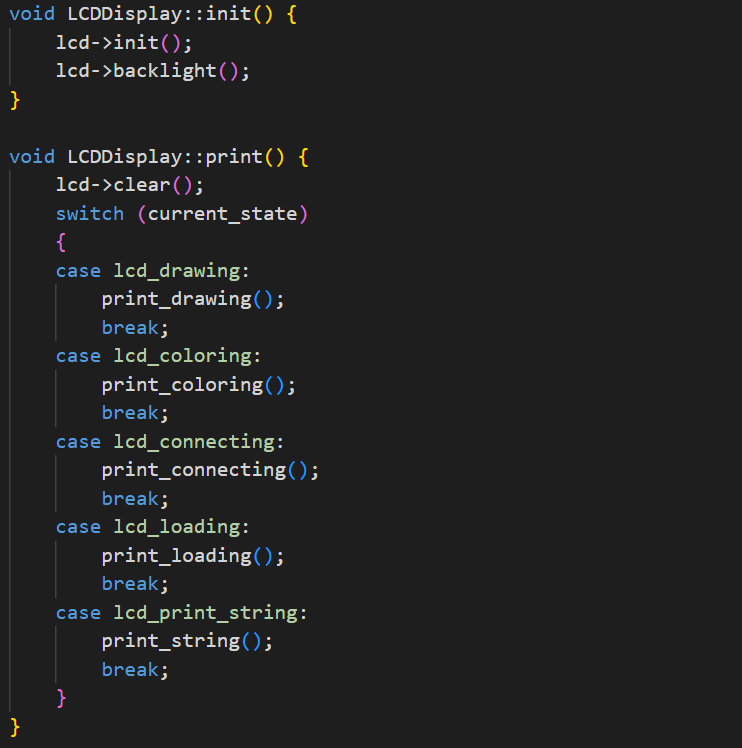 void LCDDisplay::init() {
    lcd->init();
    lcd->backlight();
}

void LCDDisplay::print() {
    lcd->clear();
    switch (current_state)
    {
    case lcd_drawing:
        print_drawing();
        break;
    case lcd_coloring:
        print_coloring();
        break;
    case lcd_connecting:
        print_connecting();
        break;
    case lcd_loading:
        print_loading();
        break;
    case lcd_print_string:
        print_string();
        break;
    }
}